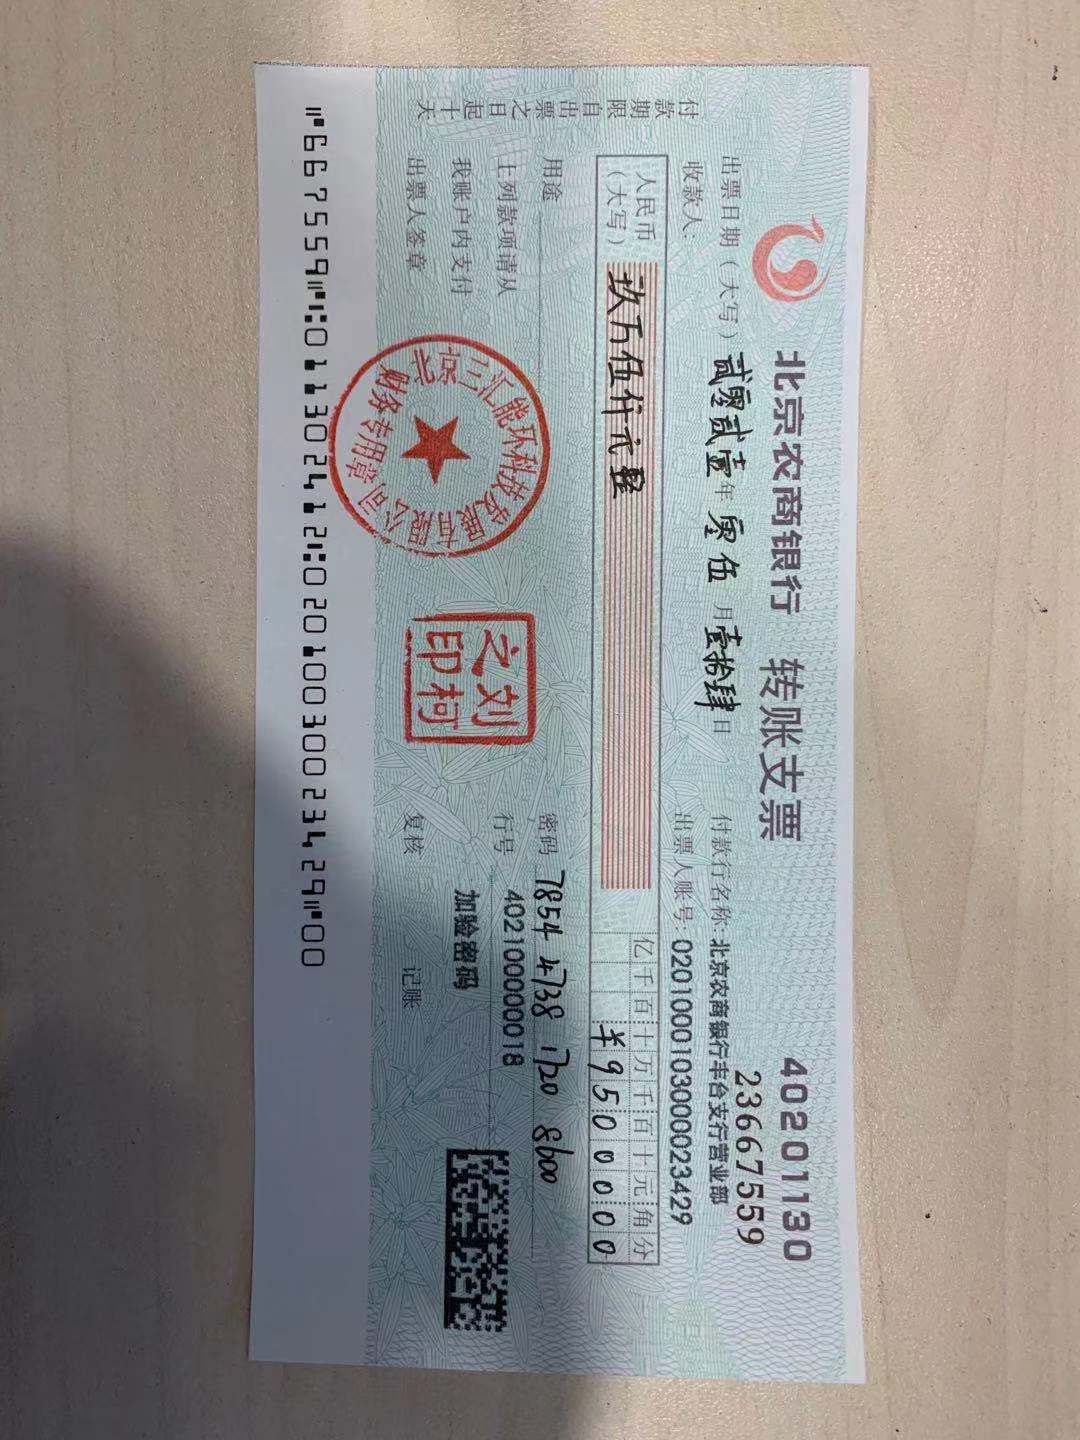 北京农商银行 转账支票
40201130
23667559
出票日期（大写）贰零贰壹年 零伍月壹拾肆日
付款行名称：北京农商银行丰台支行营业部
收款人：
出票人账号：0201000103000023429
人民币（大写）
玖万伍仟元整
亿千百十万千百十元角分
¥9500000
付款期限自出票之日起十天
用途
密码 7854 4738 1720 8600
上列款项请从
行号 402100000018
我账户内支付
加验密码
出票人签章
复核 记账
北京三汇能环科技发展有限公司
财务专用章
刘柯之印
⑈667559⑈⑆0113024121⑆02010030023429⑈00